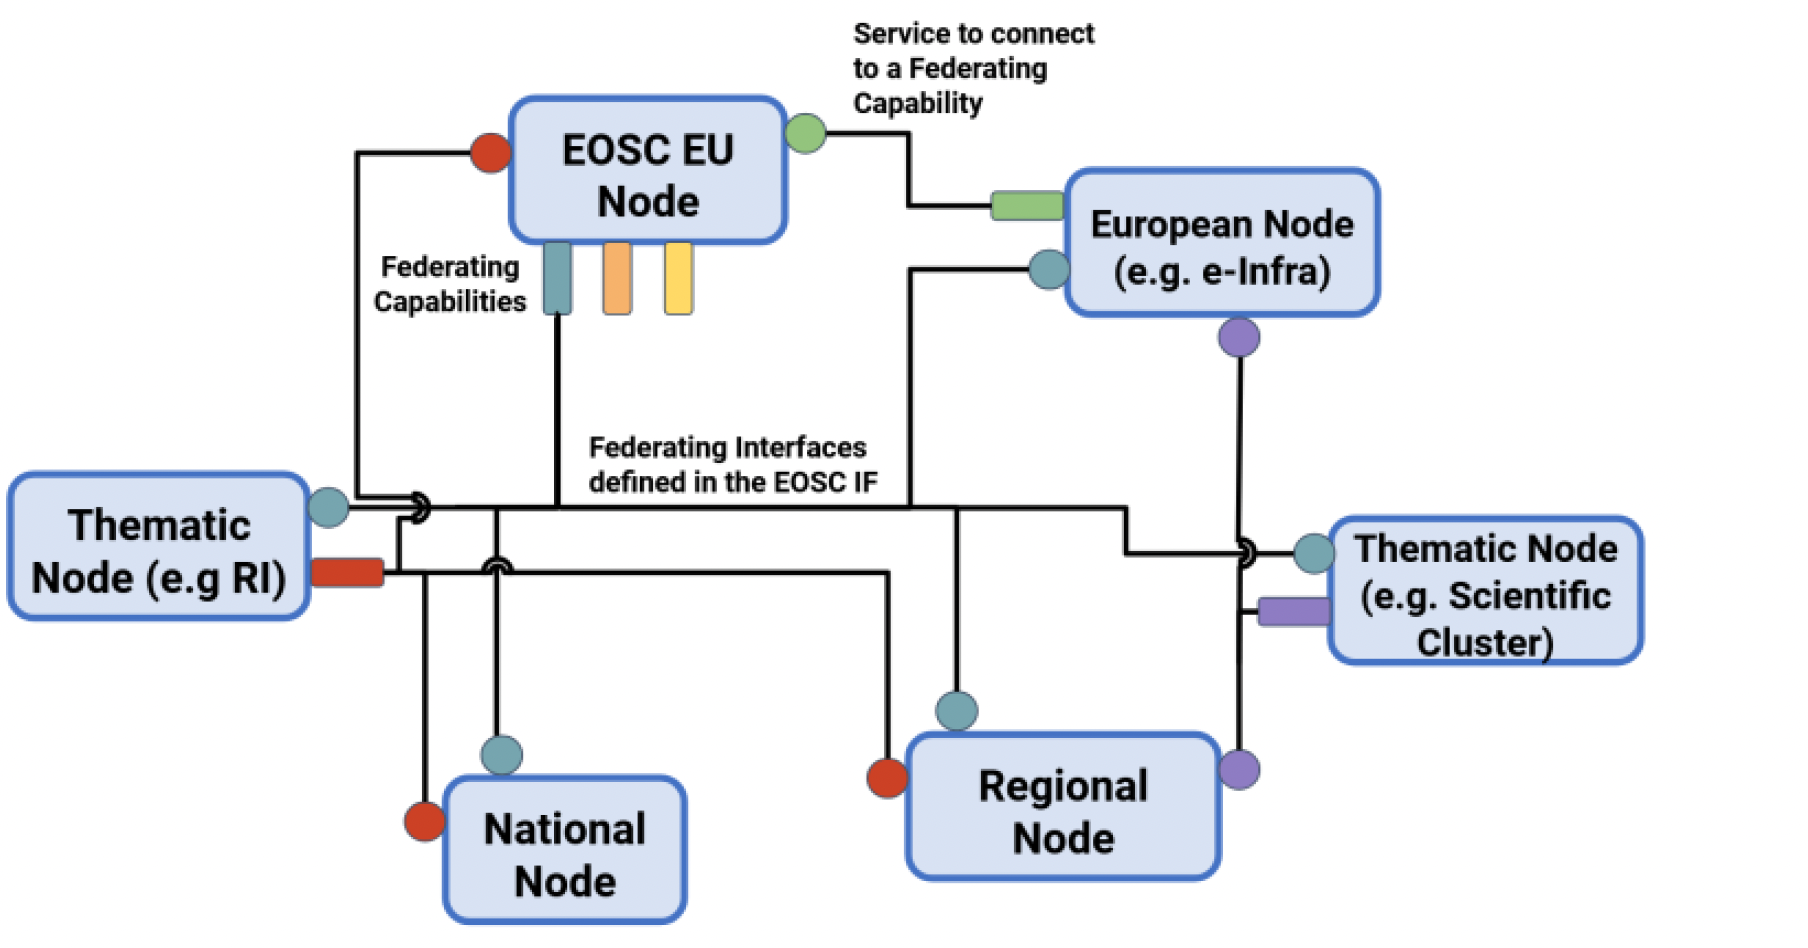 Service to connect
to a Federating
Capability
EOSC EU
Node
European Node
(e.g. e-Infra)
Federating
Capabilities
Federating Interfaces
defined in the EOSC IF
Thematic
Node (e.g RI)
Thematic Node
(e.g. Scientific
Cluster)
National
Node
Regional
Node